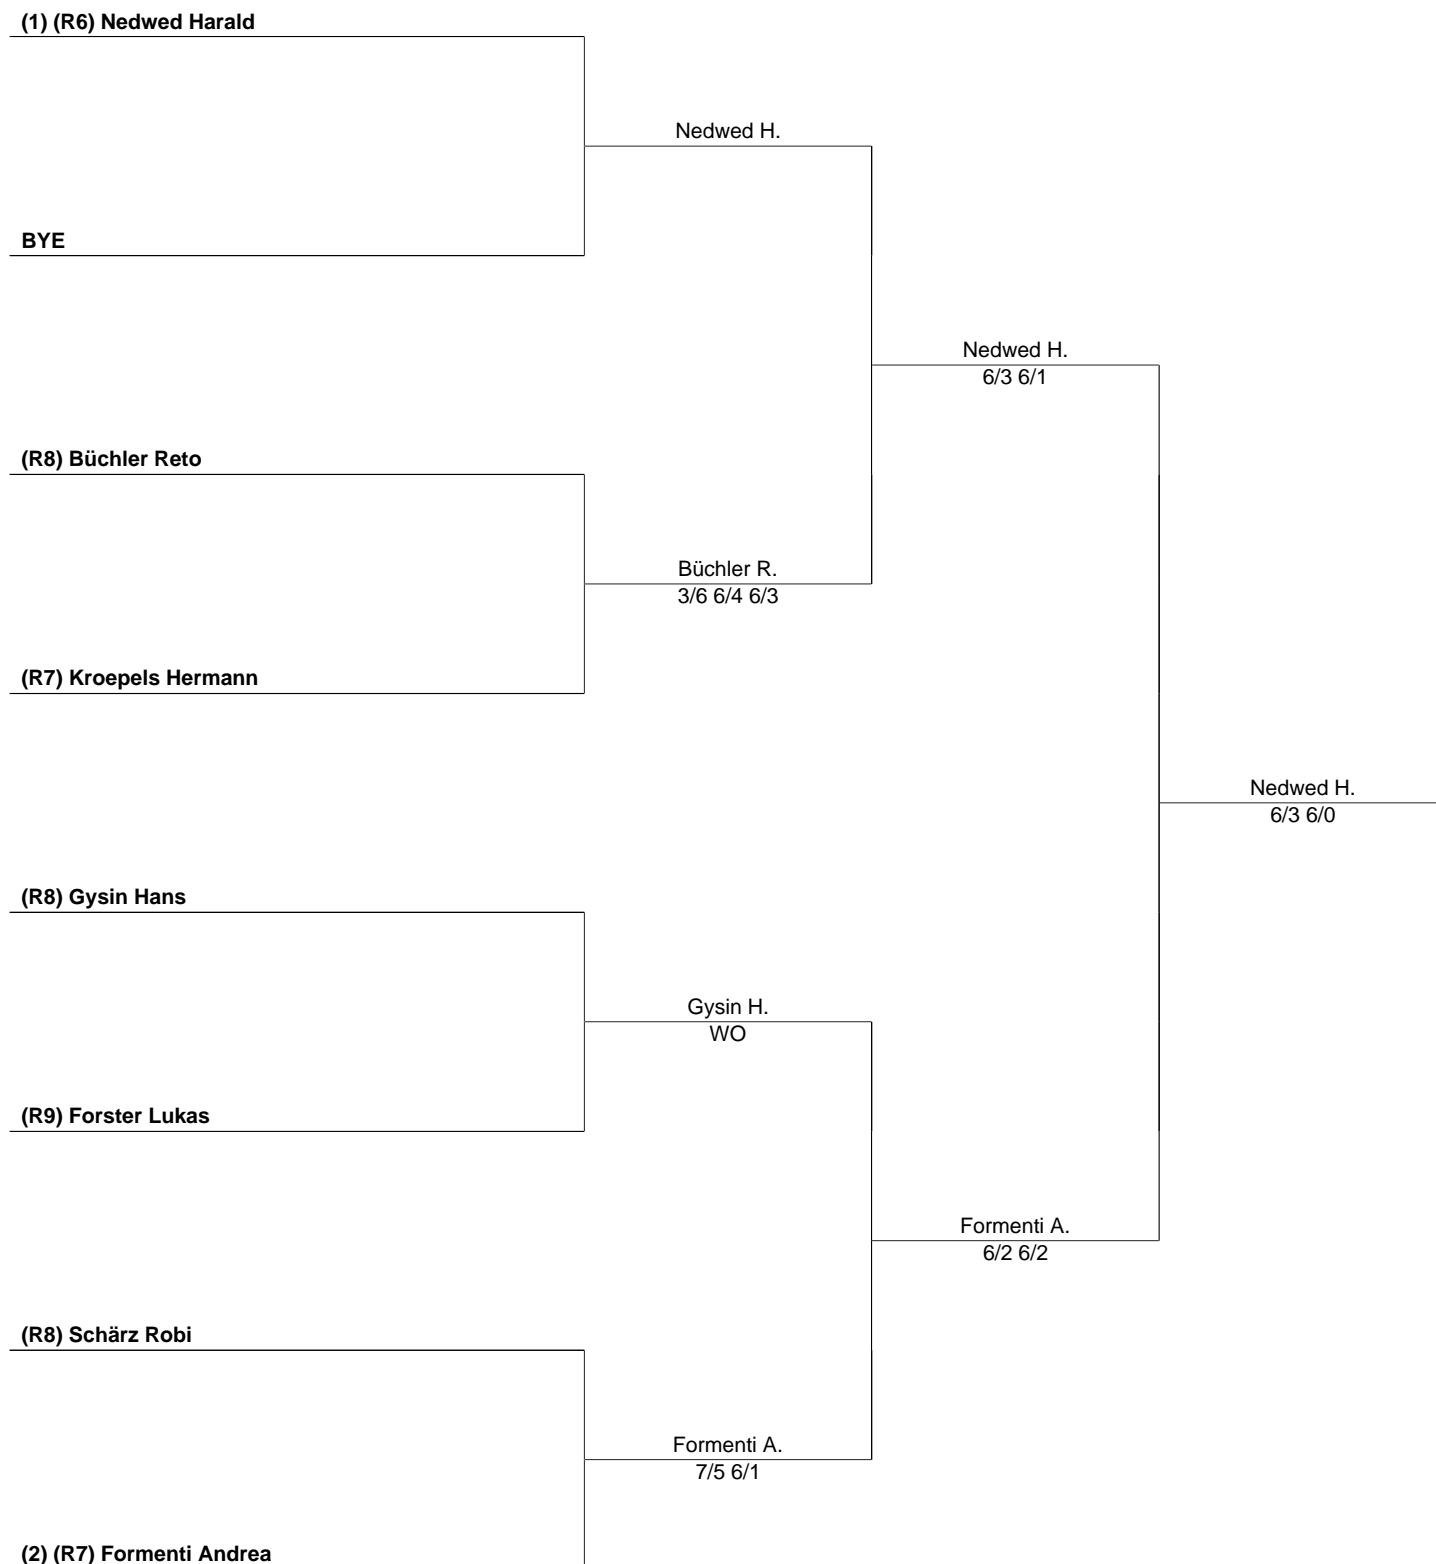 (1) (R6) Nedwed Harald
Nedwed H.
BYE
Nedwed H.
6/3 6/1
(R8) Büchler Reto
Büchler R.
3/6 6/4 6/3
(R7) Kroepels Hermann
Nedwed H.
6/3 6/0
(R8) Gysin Hans
Gysin H.
WO
(R9) Forster Lukas
Formenti A.
6/2 6/2
(R8) Schärz Robi
Formenti A.
7/5 6/1
(2) (R7) Formenti Andrea